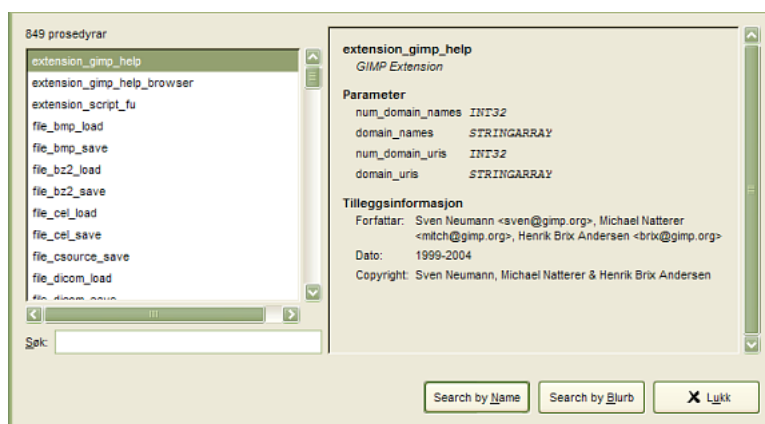 849 prosedyrar
extension_gimp_help
extension_gimp_help_browser
extension_script_fu
file_bmp_load
file_bmp_save
file_bz2_load
file_bz2_save
file_cel_load
file_cel_save
file_csource_save
file_dicom_load
file_dicom_save
Søk:
extension_gimp_help
GIMP Extension
Parameter
num_domain_names INT32
domain_names STRINGARRAY
num_domain_uris INT32
domain_uris STRINGARRAY
Tilleggsinformasjon
Forfattar: Sven Neumann <sven@gimp.org>, Michael Natterer
<mitch@gimp.org>, Henrik Brix Andersen <brix@gimp.org>
Dato: 1999-2004
Copyright: Sven Neumann, Michael Natterer & Henrik Brix Andersen
Search by Name
Search by Blurb
Lukk